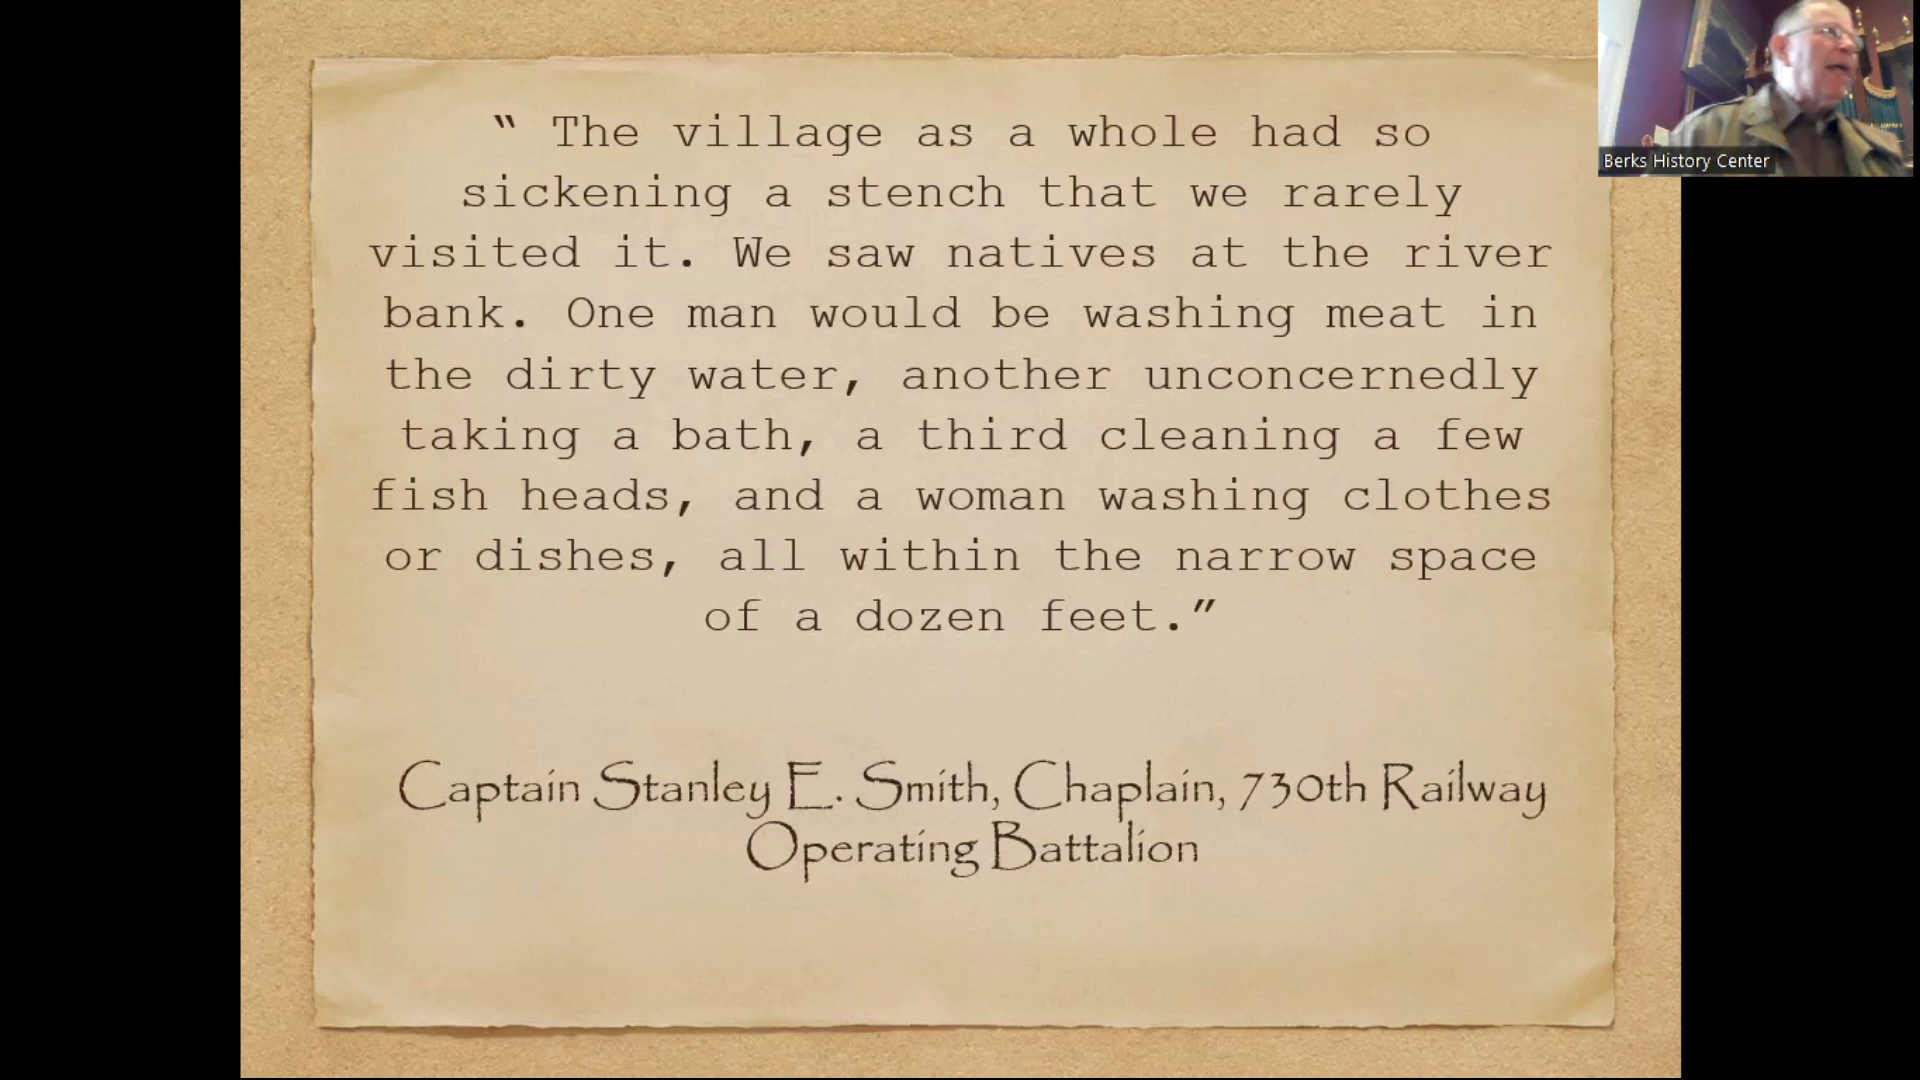 “ The village as a whole had so
sickening a stench that we rarely
visited it. We saw natives at the river
bank. One man would be washing meat in
the dirty water, another unconcernedly
taking a bath, a third cleaning a few
fish heads, and a woman washing clothes
or dishes, all within the narrow space
of a dozen feet.”
Captain Stanley E. Smith, Chaplain, 730th Railway
Operating Battalion
Berks History Center